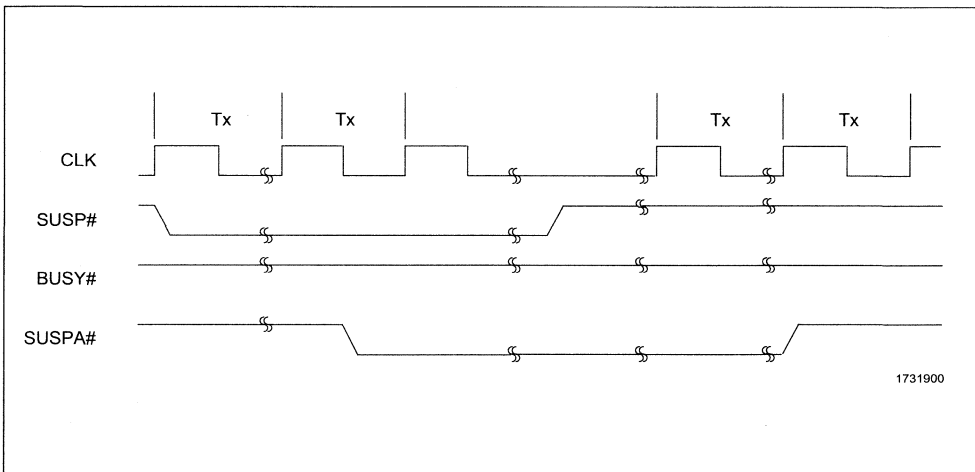 Tx Tx Tx Tx
CLK
SUSP#
BUSY#
SUSPA#
1731900